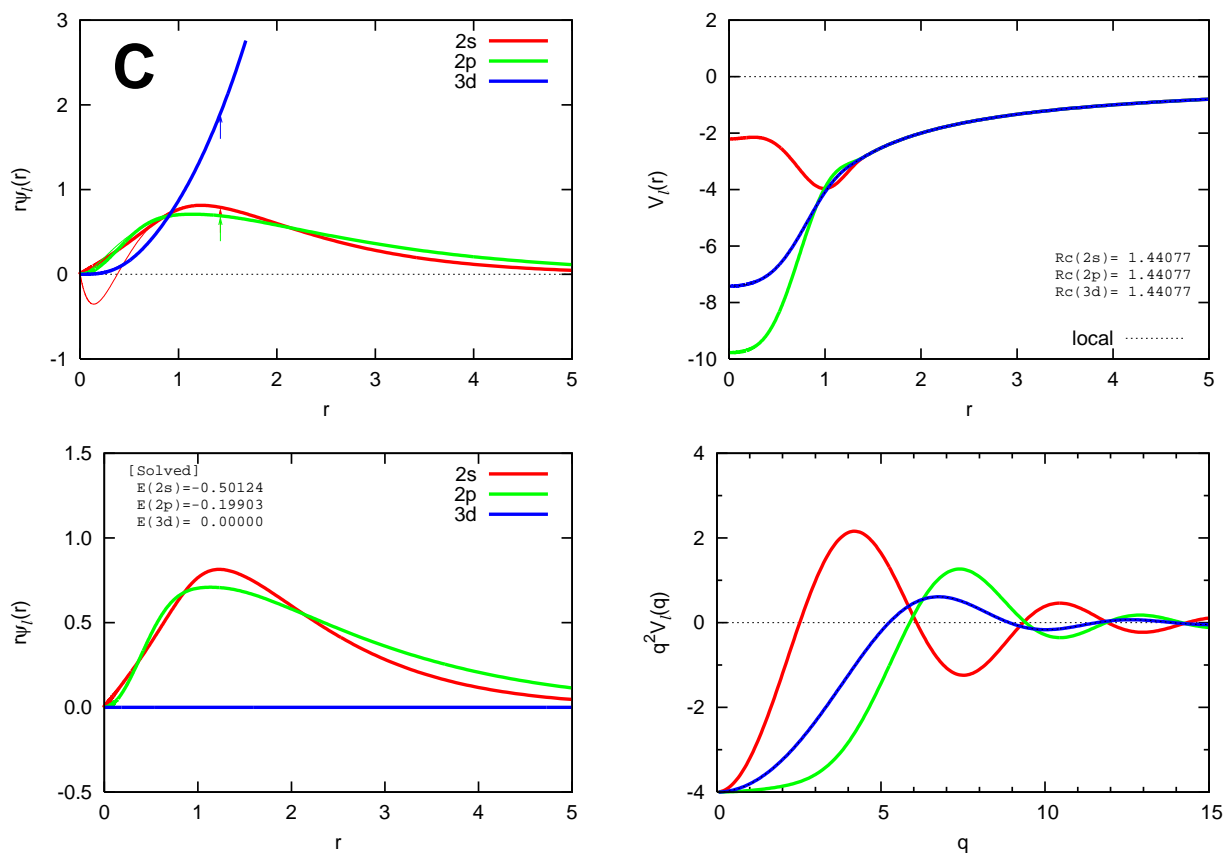 3
2
1
0
-1
0 1 2 3 4 5
r
rψl(r)
C
2s
2p
3d
2
0
-2
-4
-6
-8
-10
0 1 2 3 4 5
r
Vl(r)
Rc(2s)= 1.44077
Rc(2p)= 1.44077
Rc(3d)= 1.44077
local
1.5
1.0
0.5
0.0
-0.5
0 1 2 3 4 5
r
rψl(r)
[Solved]
E(2s)=-0.50124
E(2p)=-0.19903
E(3d)= 0.00000
2s
2p
3d
4
2
0
-2
-4
0 5 10 15
q
q²Vl(q)